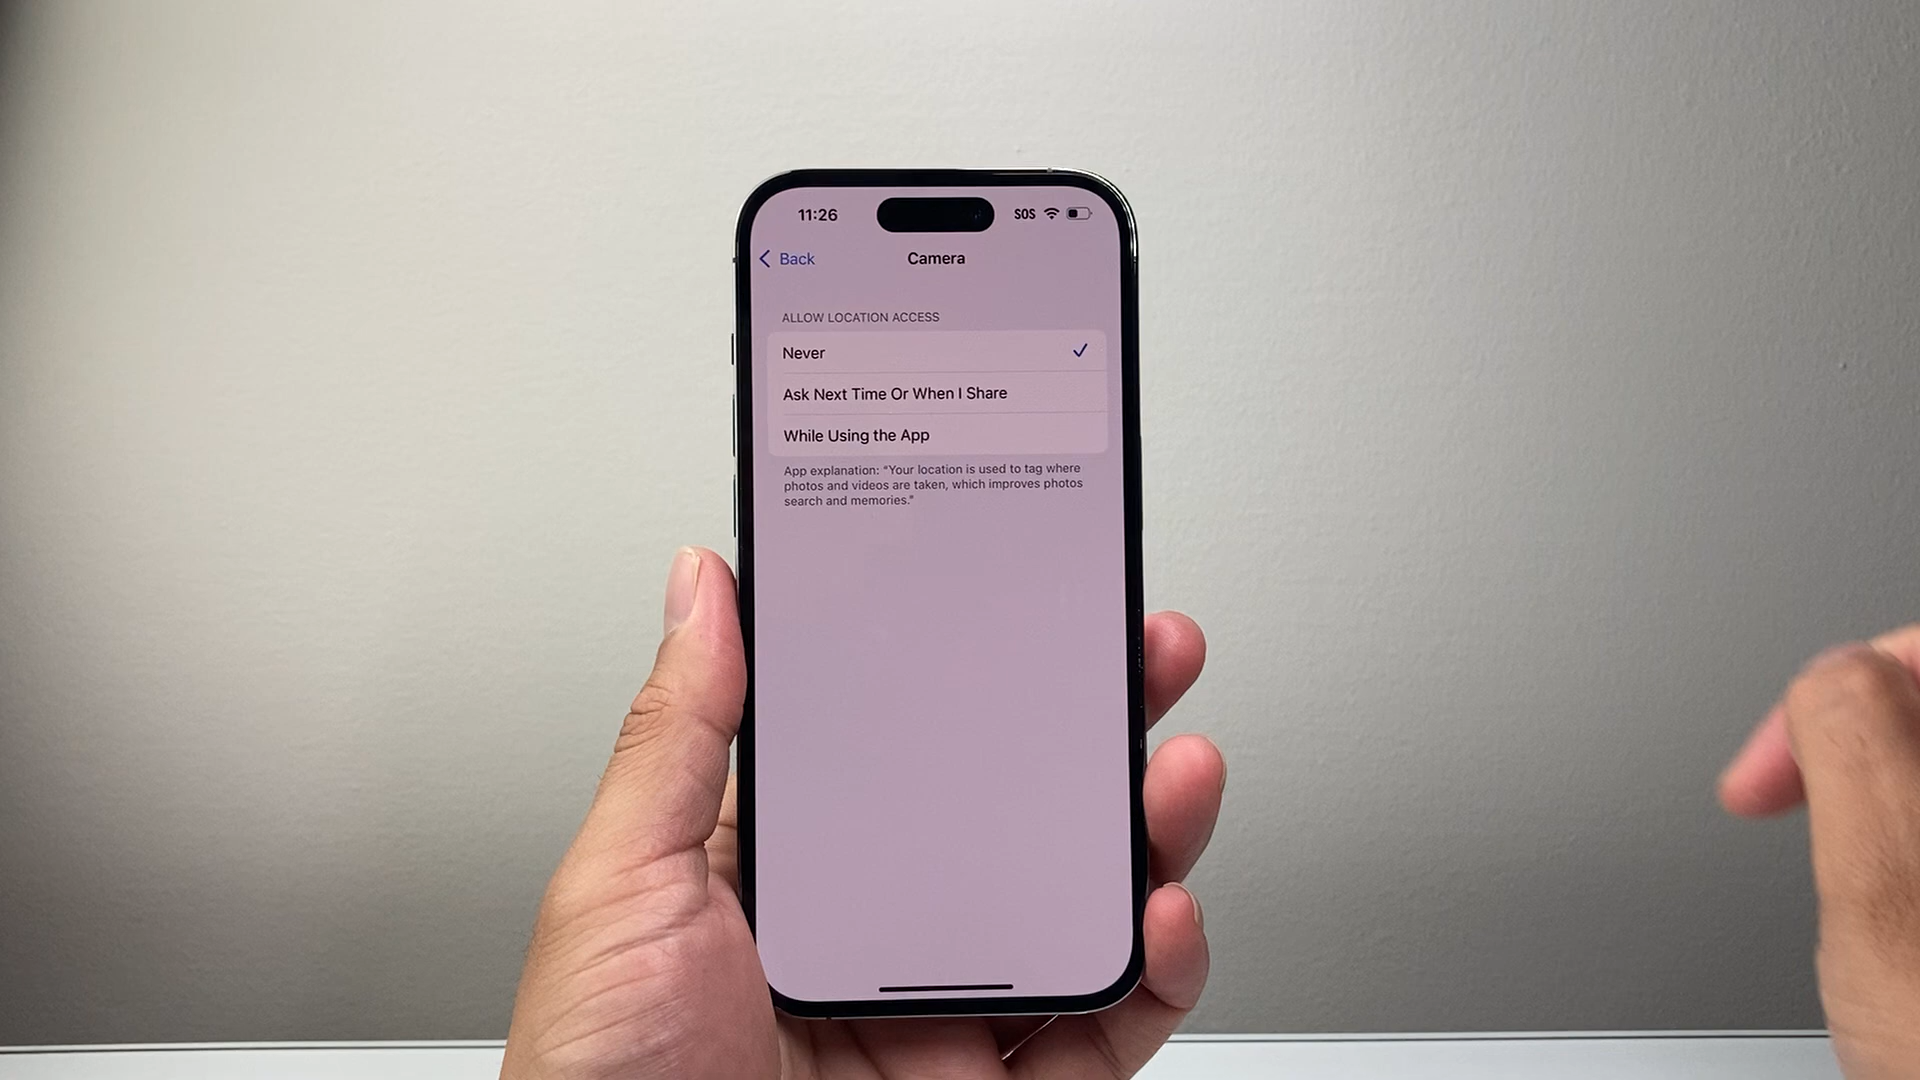 11:26 SOS
Back Camera
ALLOW LOCATION ACCESS
Never
Ask Next Time Or When I Share
While Using the App
App explanation: “Your location is used to tag where
photos and videos are taken, which improves photos
search and memories.”